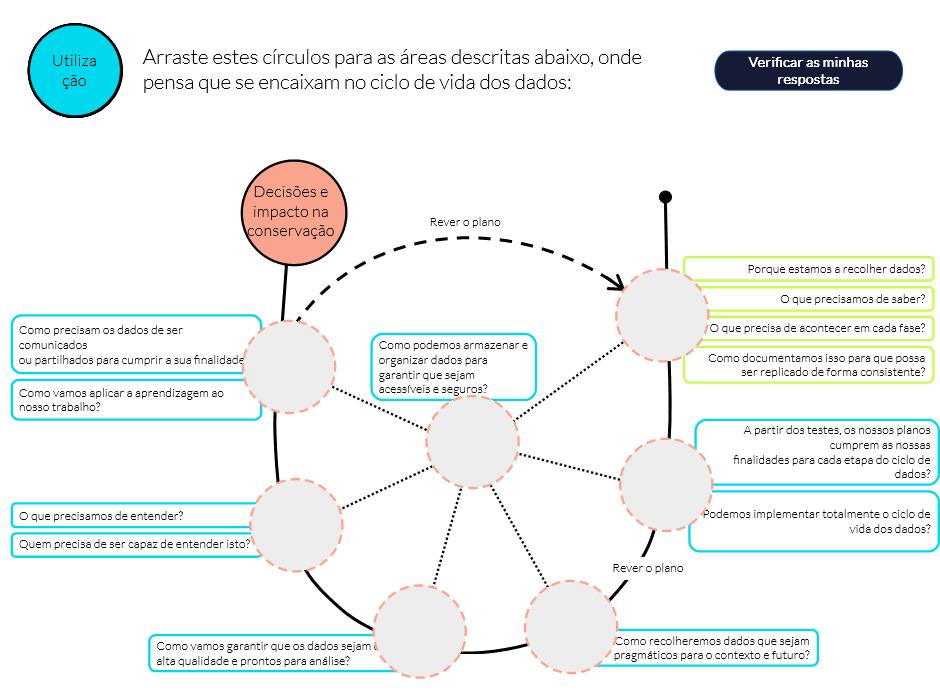 Utiliza
ção
Arraste estes círculos para as áreas descritas abaixo, onde
pensa que se encaixam no ciclo de vida dos dados:
Verificar as minhas
respostas
Decisões e
impacto na
conservação
Rever o plano
Porque estamos a recolher dados?
O que precisamos de saber?
O que precisa de acontecer em cada fase?
Como documentamos isso para que possa
ser replicado de forma consistente?
Como precisam os dados de ser
comunicados
ou partilhados para cumprir a sua finalidade
Como vamos aplicar a aprendizagem ao
nosso trabalho?
Como podemos armazenar e
organizar dados para
garantir que sejam
acessíveis e seguros?
A partir dos testes, os nossos planos
cumprem as nossas
finalidades para cada etapa do ciclo de
dados?
Podemos implementar totalmente o ciclo de
vida dos dados?
O que precisamos de entender?
Quem precisa de ser capaz de entender isto?
Rever o plano
Como vamos garantir que os dados sejam
alta qualidade e prontos para análise?
Como recolheremos dados que sejam
pragmáticos para o contexto e futuro?